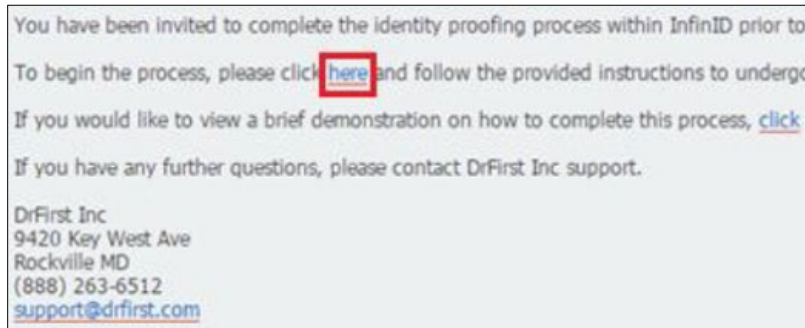 You have been invited to complete the identity proofing process within InfinID prior to
To begin the process, please click here and follow the provided instructions to undergo
If you would like to view a brief demonstration on how to complete this process, click
If you have any further questions, please contact DrFirst Inc support.
DrFirst Inc
9420 Key West Ave
Rockville MD
(888) 263-6512
support@drfirst.com